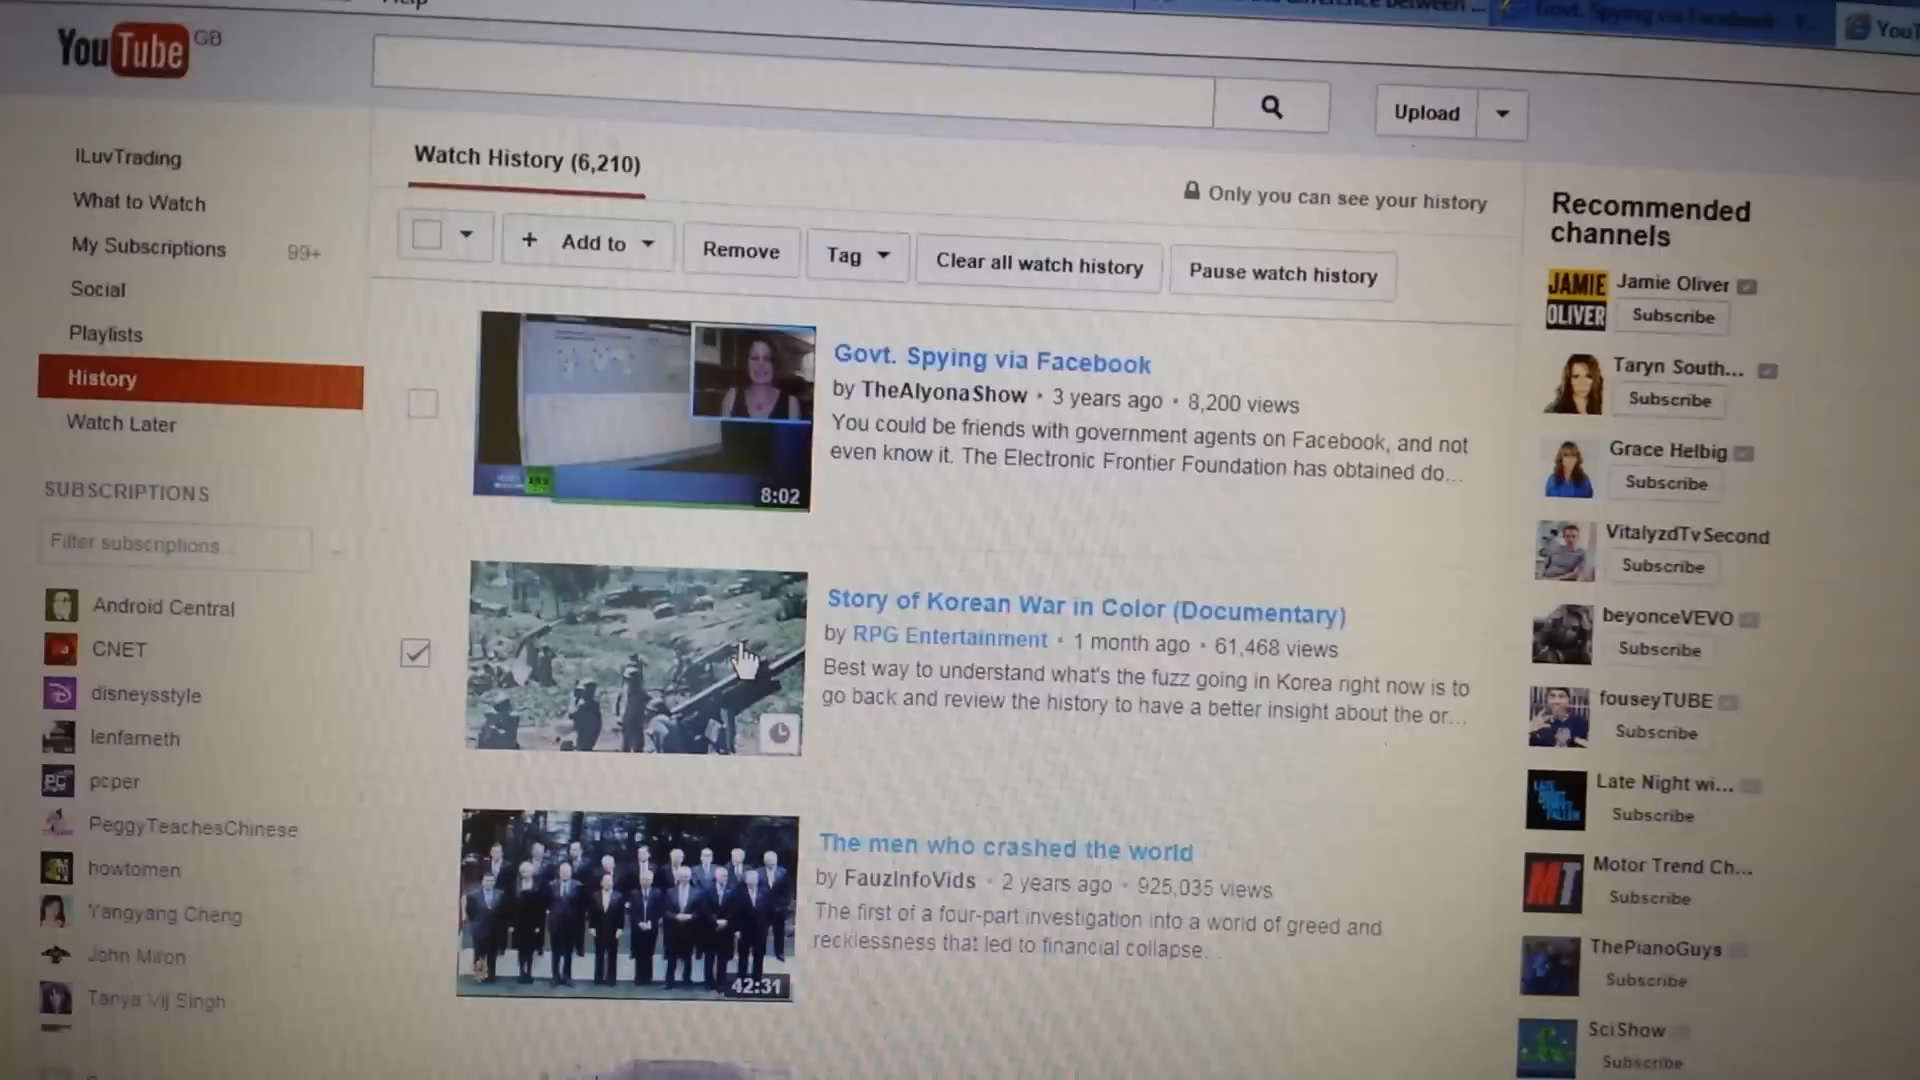 Help
Govt. Spying via Facebook
YouTube GB
Upload
ILuvTrading
What to Watch
My Subscriptions 99+
Social
Playlists
History
Watch Later
SUBSCRIPTIONS
Filter subscriptions
Android Central
CNET
disneysstyle
lenfarneth
pcper
PeggyTeachesChinese
howtomen
Yangyang Cheng
John Miron
Tanya Vij Singh
Watch History (6,210)
Only you can see your history
+ Add to
Remove
Tag
Clear all watch history
Pause watch history
Govt. Spying via Facebook
by TheAlyonaShow • 3 years ago • 8,200 views
You could be friends with government agents on Facebook, and not
even know it. The Electronic Frontier Foundation has obtained do...
8:02
Story of Korean War in Color (Documentary)
by RPG Entertainment • 1 month ago • 61,468 views
Best way to understand what's the fuzz going in Korea right now is to
go back and review the history to have a better insight about the or...
The men who crashed the world
by FauzInfoVids • 2 years ago • 925,035 views
The first of a four-part investigation into a world of greed and
recklessness that led to financial collapse...
42:31
Recommended
channels
JAMIE
OLIVER
Jamie Oliver
Subscribe
Taryn South...
Subscribe
Grace Helbig
Subscribe
VitalyzdTvSecond
Subscribe
beyonceVEVO
Subscribe
fouseyTUBE
Subscribe
Late Night wi...
Subscribe
MT
Motor Trend Ch...
Subscribe
ThePianoGuys
Subscribe
SciShow
Subscribe